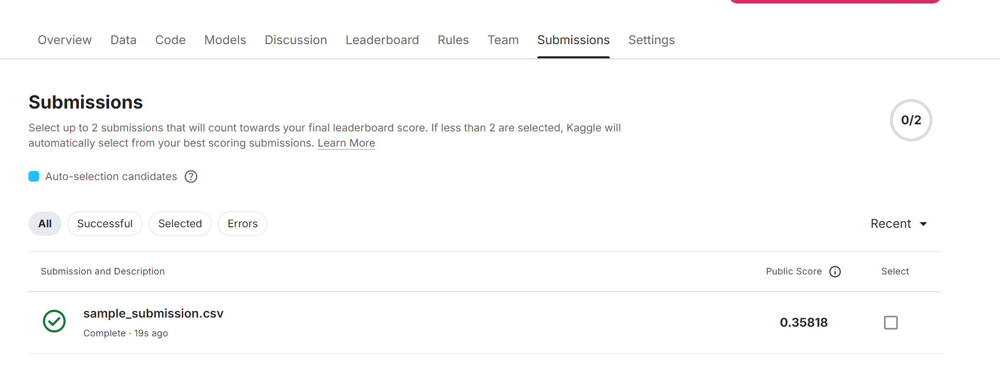 Overview Data Code Models Discussion Leaderboard Rules Team Submissions Settings
Submissions
0/2
Select up to 2 submissions that will count towards your final leaderboard score. If less than 2 are selected, Kaggle will
automatically select from your best scoring submissions. Learn More
Auto-selection candidates ?
All Successful Selected Errors Recent
Submission and Description Public Score i Select
sample_submission.csv
0.35818
Complete · 19s ago